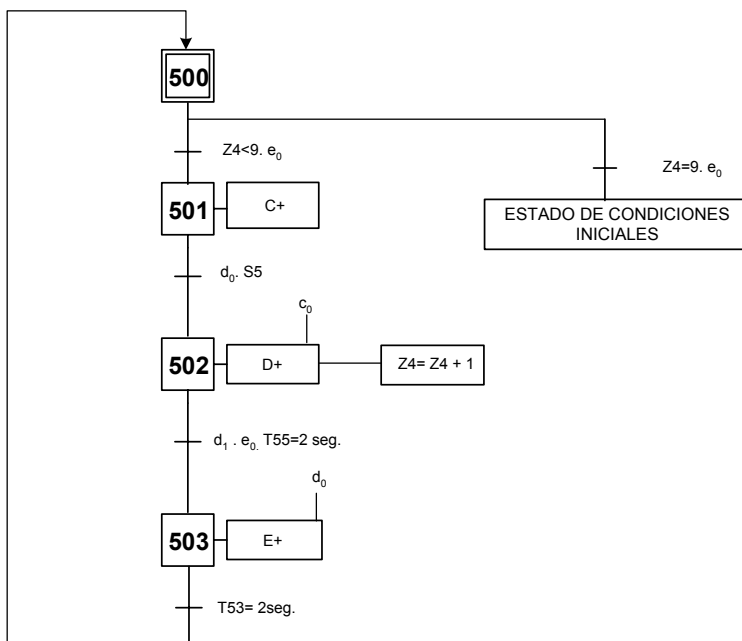 500
Z4<9. e₀
Z4=9. e₀
501
C+
ESTADO DE CONDICIONES
INICIALES
d₀. S5
c₀
502
D+
Z4= Z4 + 1
d₁ . e₀. T55=2 seg.
d₀
503
E+
T53= 2seg.